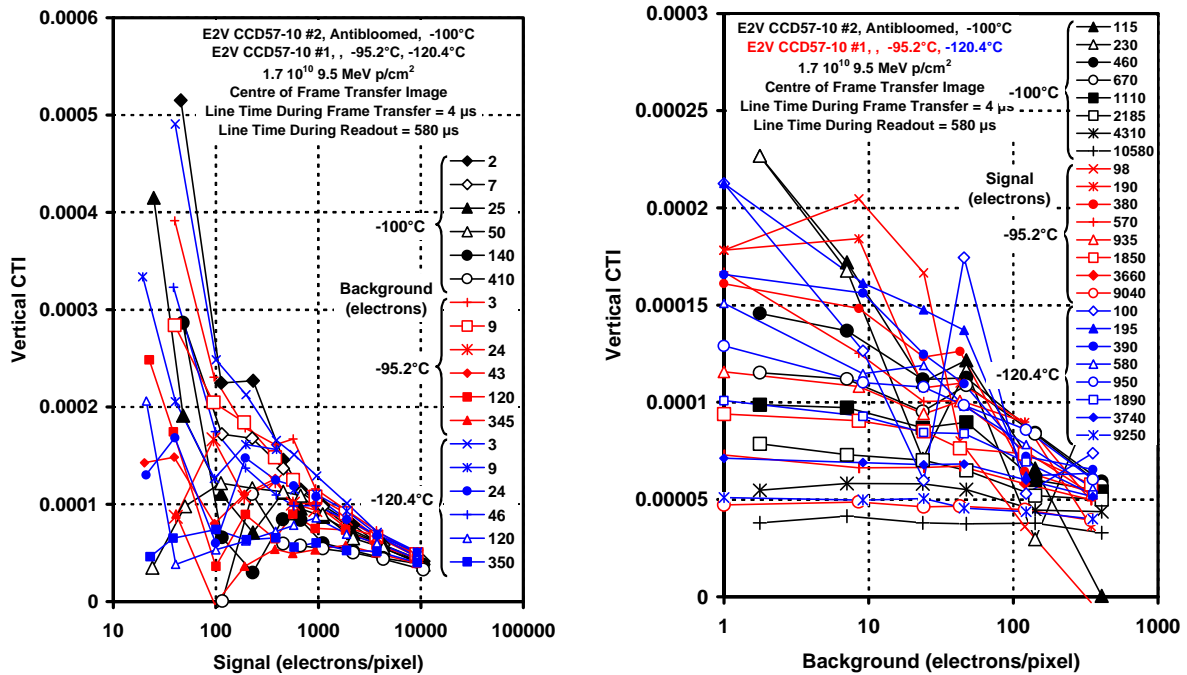 0.0006
0.0005
0.0004
0.0003
0.0002
0.0001
0
Vertical CTI
E2V CCD57-10 #2, Antibloomed, -100°C
E2V CCD57-10 #1, , -95.2°C, -120.4°C
1.7 10¹⁰ 9.5 MeV p/cm²
Centre of Frame Transfer Image
Line Time During Frame Transfer = 4 µs
Line Time During Readout = 580 µs
-100°C
Background
(electrons)
-95.2°C
-120.4°C
2
7
25
50
140
410
3
9
24
43
120
345
3
9
24
46
120
350
10
100
1000
10000
100000
Signal (electrons/pixel)
0.0003
0.00025
0.0002
0.00015
0.0001
0.00005
0
Vertical CTI
E2V CCD57-10 #2, Antibloomed, -100°C
E2V CCD57-10 #1, , -95.2°C, -120.4°C
1.7 10¹⁰ 9.5 MeV p/cm²
Centre of Frame Transfer Image
Line Time During Frame Transfer = 4 µs
Line Time During Readout = 580 µs
-100°C
Signal
(electrons)
-95.2°C
-120.4°C
115
230
460
670
1110
2185
4310
10580
98
190
380
570
935
1850
3660
9040
100
195
390
580
950
1890
3740
9250
1
10
100
1000
Background (electrons/pixel)